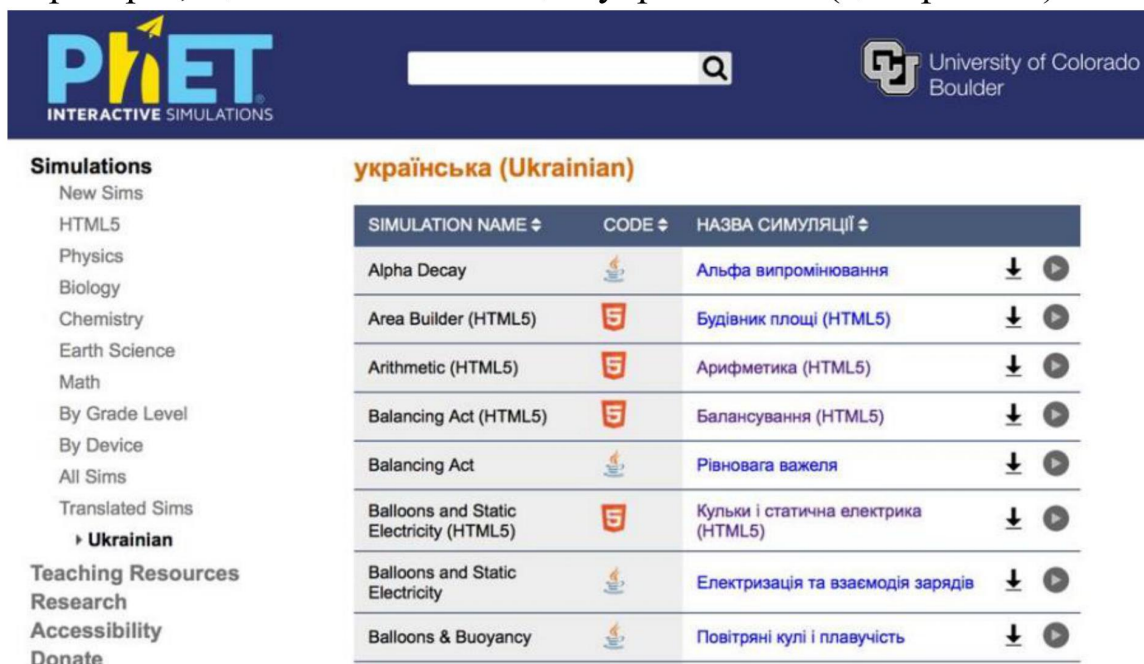 PhET
INTERACTIVE SIMULATIONS
University of Colorado
Boulder
Simulations
New Sims
HTML5
Physics
Biology
Chemistry
Earth Science
Math
By Grade Level
By Device
All Sims
Translated Sims
Ukrainian
Teaching Resources
Research
Accessibility
Donate
українська (Ukrainian)
SIMULATION NAME CODE НАЗВА СИМУЛЯЦІЇ
Alpha Decay Альфа випромінювання
Area Builder (HTML5) Будівник площі (HTML5)
Arithmetic (HTML5) Арифметика (HTML5)
Balancing Act (HTML5) Балансування (HTML5)
Balancing Act Рівновага важеля
Balloons and Static Кульки і статична електрика
Electricity (HTML5) (HTML5)
Balloons and Static
Electricity Електризація та взаємодія зарядів
Balloons & Buoyancy Повітряні кулі і плавучість